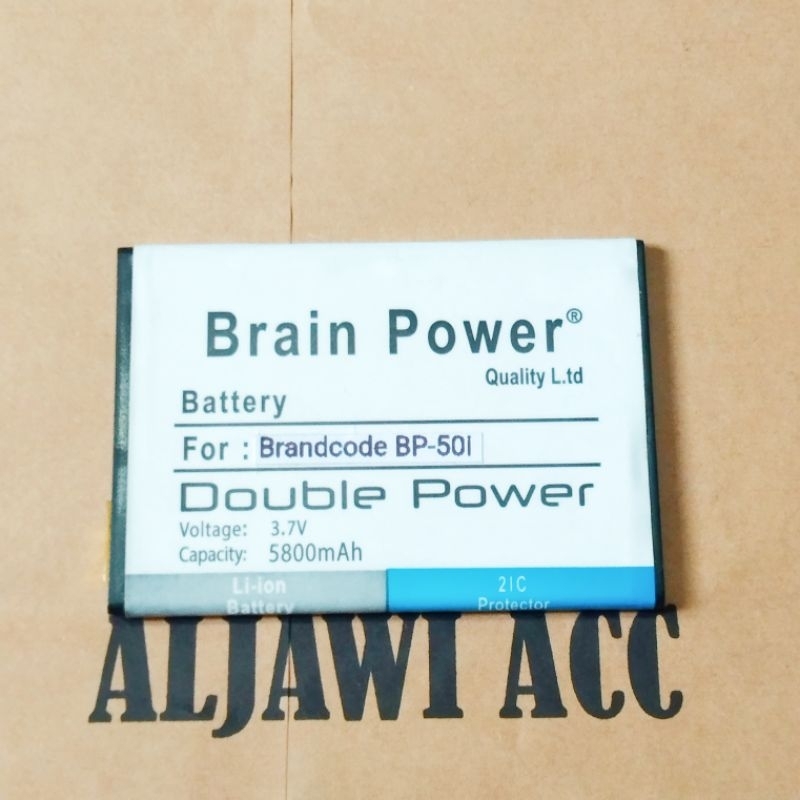 Brain Power®
Quality L.td
Battery
For : Brandcode BP-50i
Double Power
Voltage: 3.7V
Capacity: 5800mAh
Li-ion
Battery
2IC
Protector
ALJAWI ACC